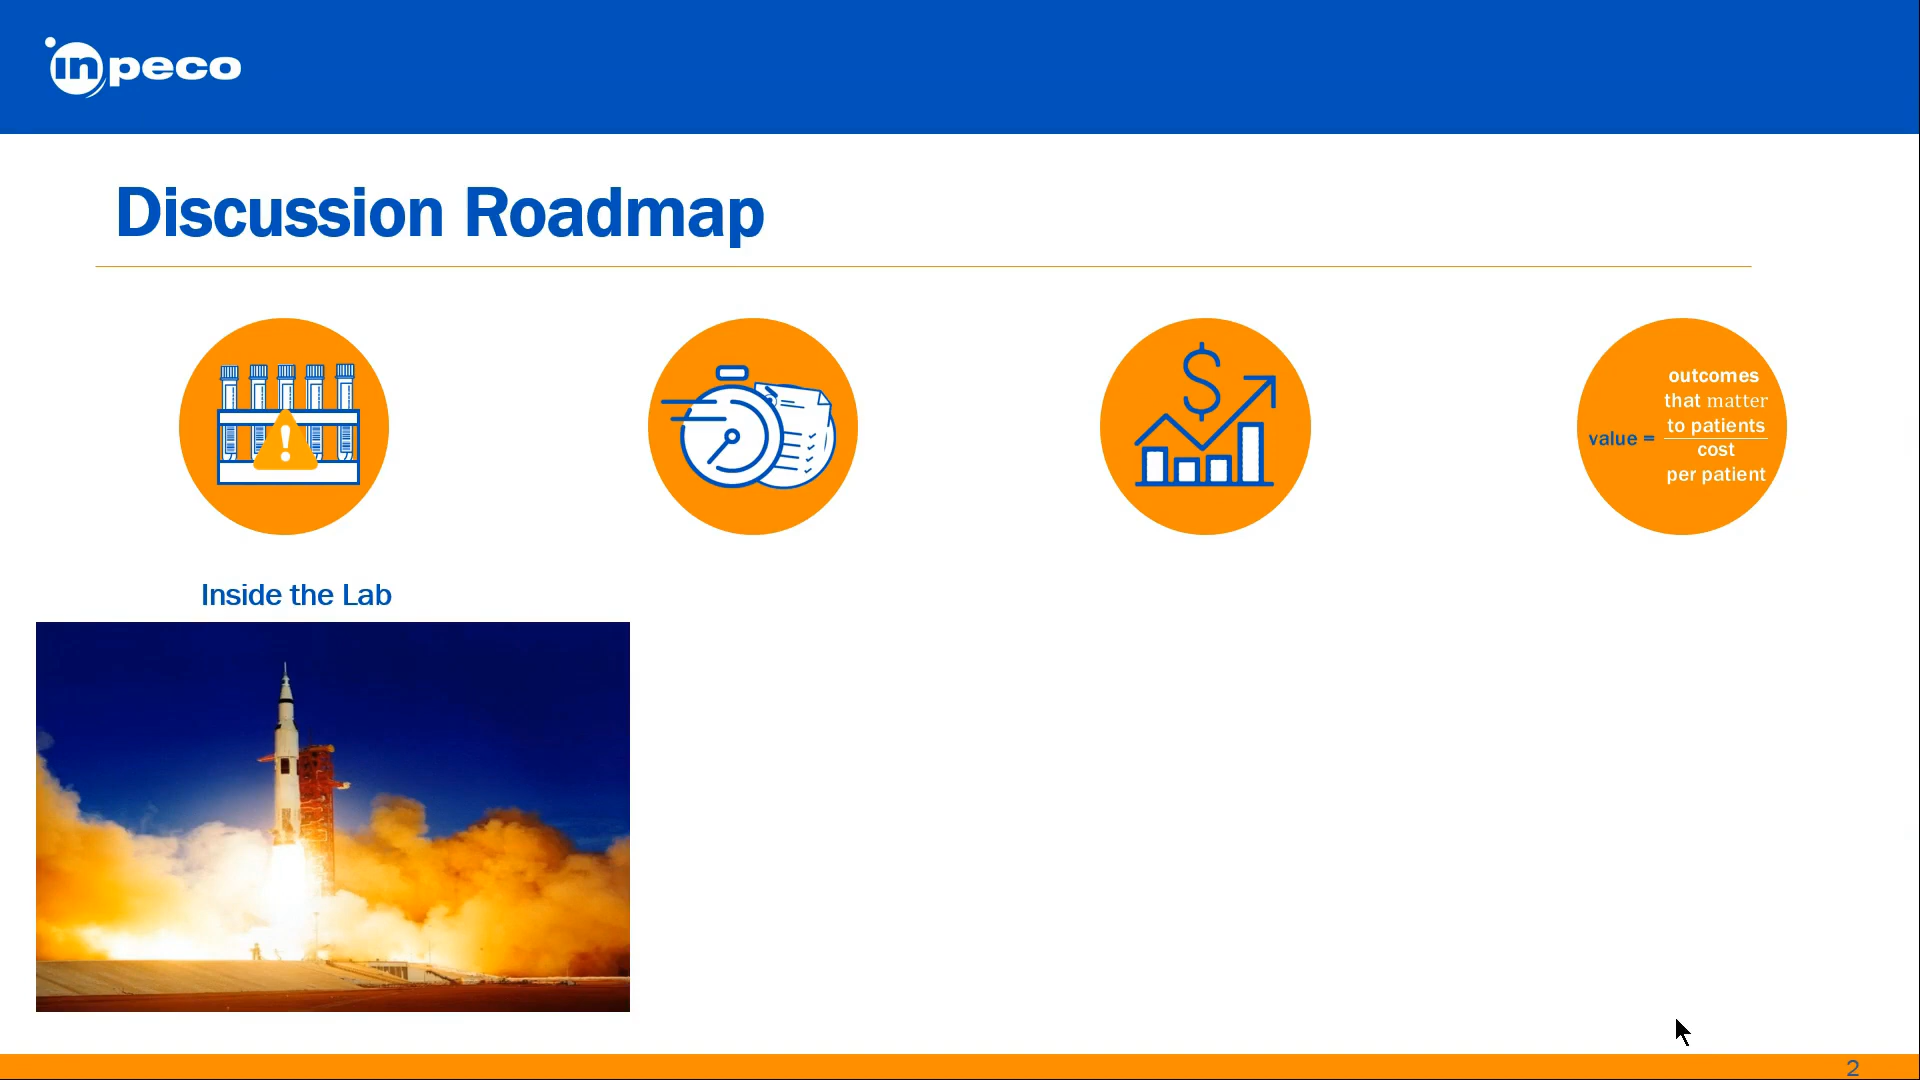 inpeco
Discussion Roadmap
$
outcomes
that matter
to patients
value =
cost
per patient
Inside the Lab
2